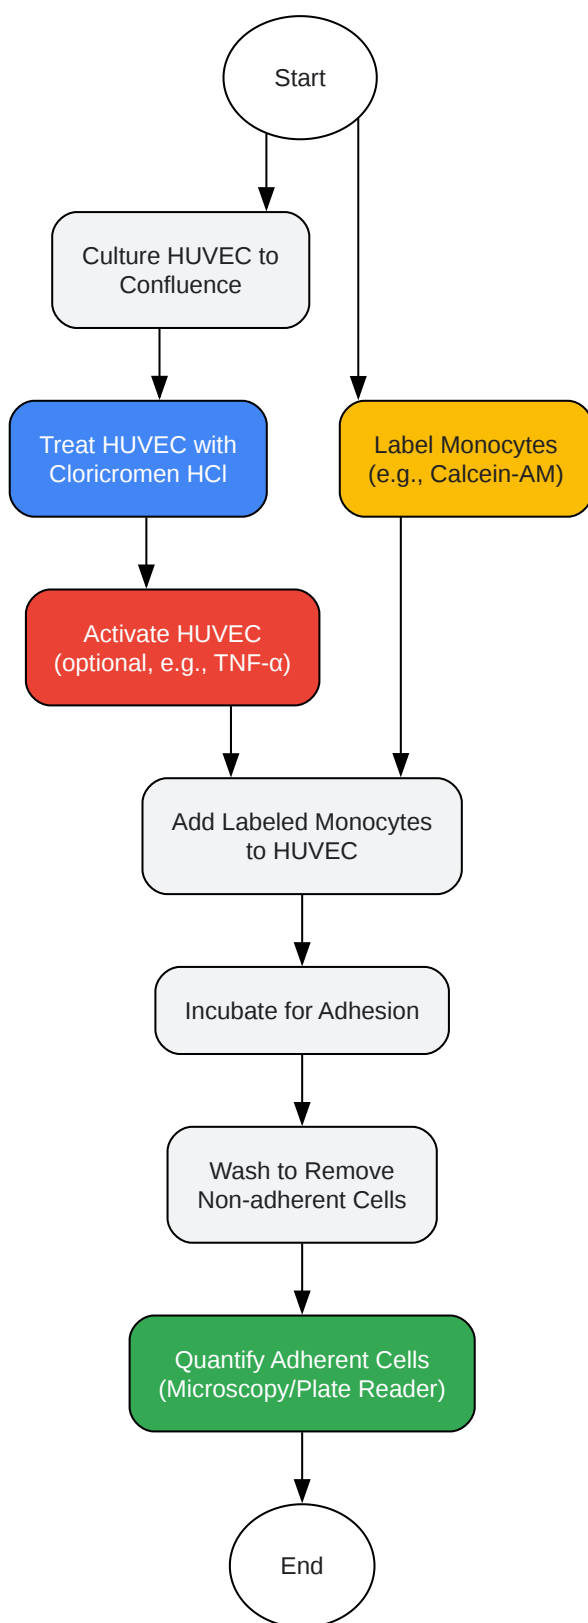 Start
Culture HUVEC to
Confluence
Treat HUVEC with
Cloricromen HCl
Label Monocytes
(e.g., Calcein-AM)
Activate HUVEC
(optional, e.g., TNF-α)
Add Labeled Monocytes
to HUVEC
Incubate for Adhesion
Wash to Remove
Non-adherent Cells
Quantify Adherent Cells
(Microscopy/Plate Reader)
End